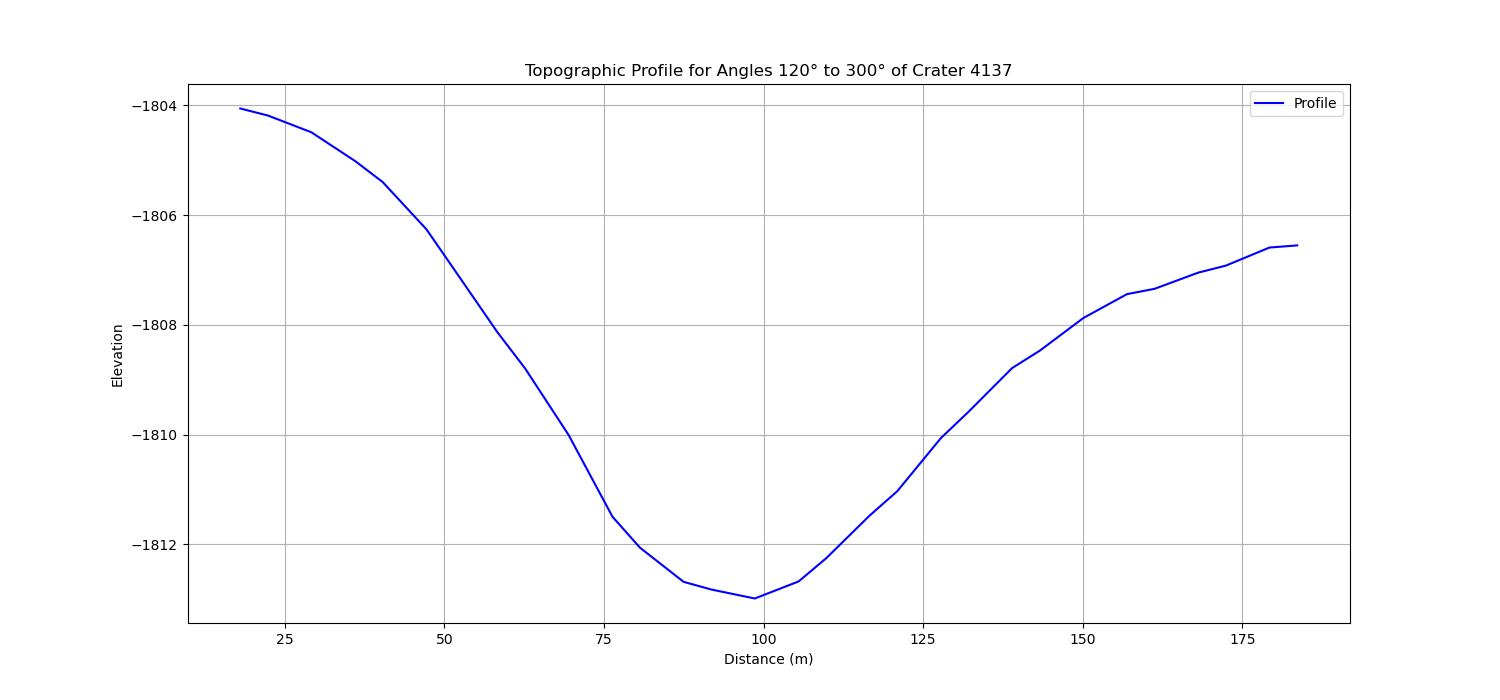 Topographic Profile for Angles 120° to 300° of Crater 4137
Profile
−1804
−1806
−1808
−1810
−1812
Elevation
25 50 75 100 125 150 175
Distance (m)